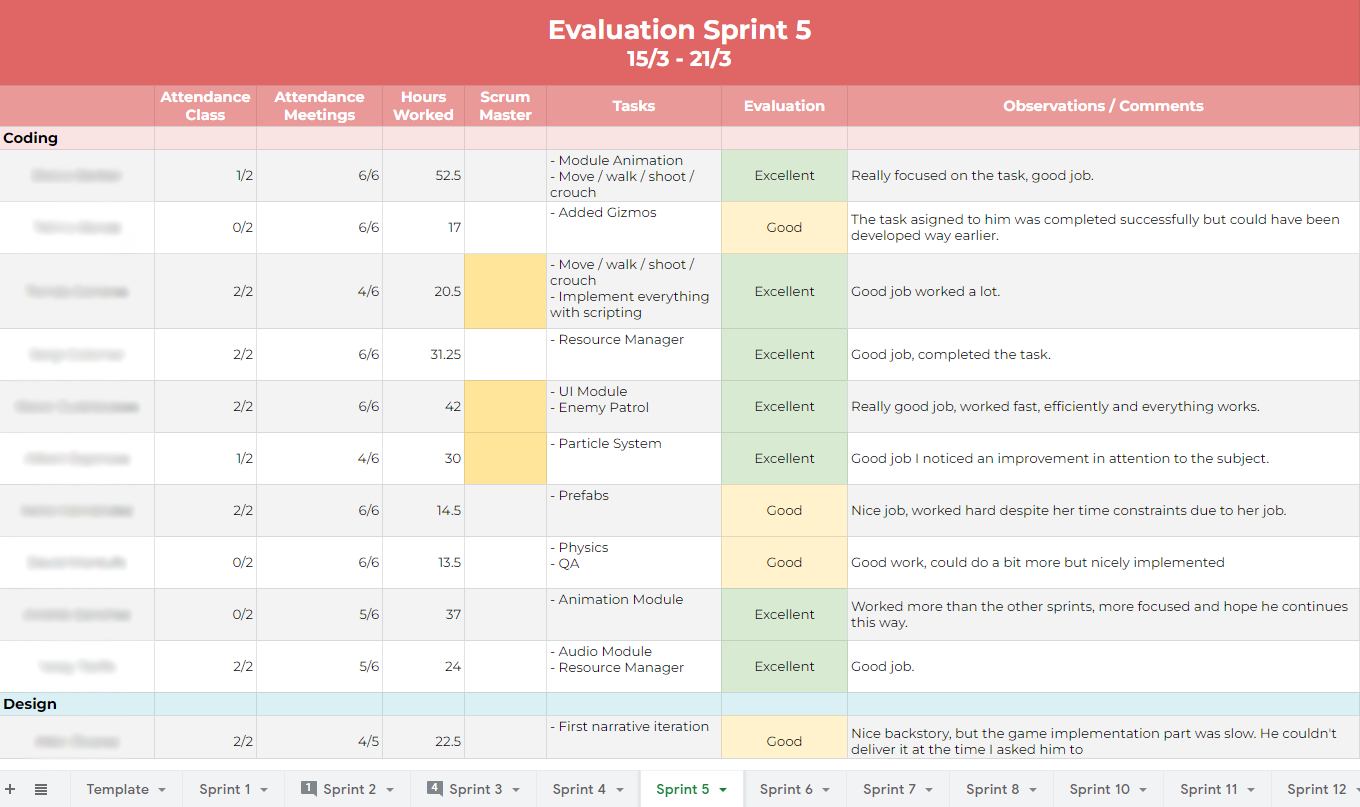 Evaluation Sprint 5
15/3 - 21/3
Attendance Class
Attendance Meetings
Hours Worked
Scrum Master
Tasks
Evaluation
Observations / Comments
Coding
1/2
6/6
52.5
- Module Animation
- Move / walk / shoot /
crouch
Excellent
Really focused on the task, good job.
0/2
6/6
17
- Added Gizmos
Good
The task asigned to him was completed successfully but could have been
developed way earlier.
2/2
4/6
20.5
- Move / walk / shoot /
crouch
- Implement everything
with scripting
Excellent
Good job worked a lot.
2/2
6/6
31.25
- Resource Manager
Excellent
Good job, completed the task.
2/2
6/6
42
- UI Module
- Enemy Patrol
Excellent
Really good job, worked fast, efficiently and everything works.
1/2
4/6
30
- Particle System
Excellent
Good job I noticed an improvement in attention to the subject.
2/2
6/6
14.5
- Prefabs
Good
Nice job, worked hard despite her time constraints due to her job.
0/2
6/6
13.5
- Physics
- QA
Good
Good work, could do a bit more but nicely implemented
0/2
5/6
37
- Animation Module
Excellent
Worked more than the other sprints, more focused and hope he continues
this way.
2/2
5/6
24
- Audio Module
- Resource Manager
Excellent
Good job.
Design
2/2
4/5
22.5
- First narrative iteration
Good
Nice backstory, but the game implementation part was slow. He couldn't
deliver it at the time I asked him to
+
Template
Sprint 1
1
Sprint 2
4
Sprint 3
Sprint 4
Sprint 5
Sprint 6
Sprint 7
Sprint 8
Sprint 9
Sprint 10
Sprint 11
Sprint 12